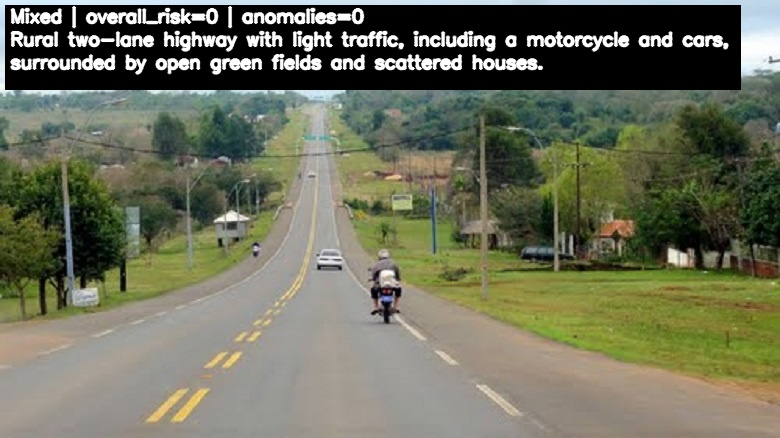 Mixed | overall_risk=0 | anomalies=0
Rural two-lane highway with light traffic, including a motorcycle and cars,
surrounded by open green fields and scattered houses.